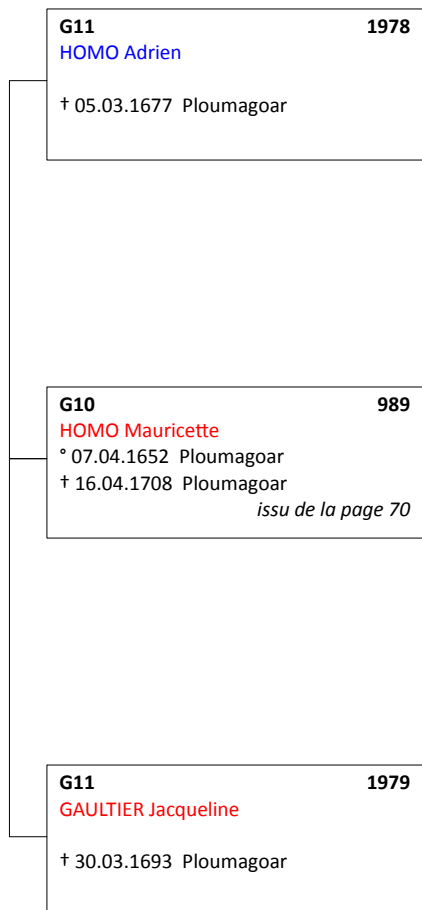 G11 1978
HOMO Adrien
† 05.03.1677 Ploumagoar
G10 989
HOMO Mauricette
° 07.04.1652 Ploumagoar
† 16.04.1708 Ploumagoar
issu de la page 70
G11 1979
GAULTIER Jacqueline
† 30.03.1693 Ploumagoar